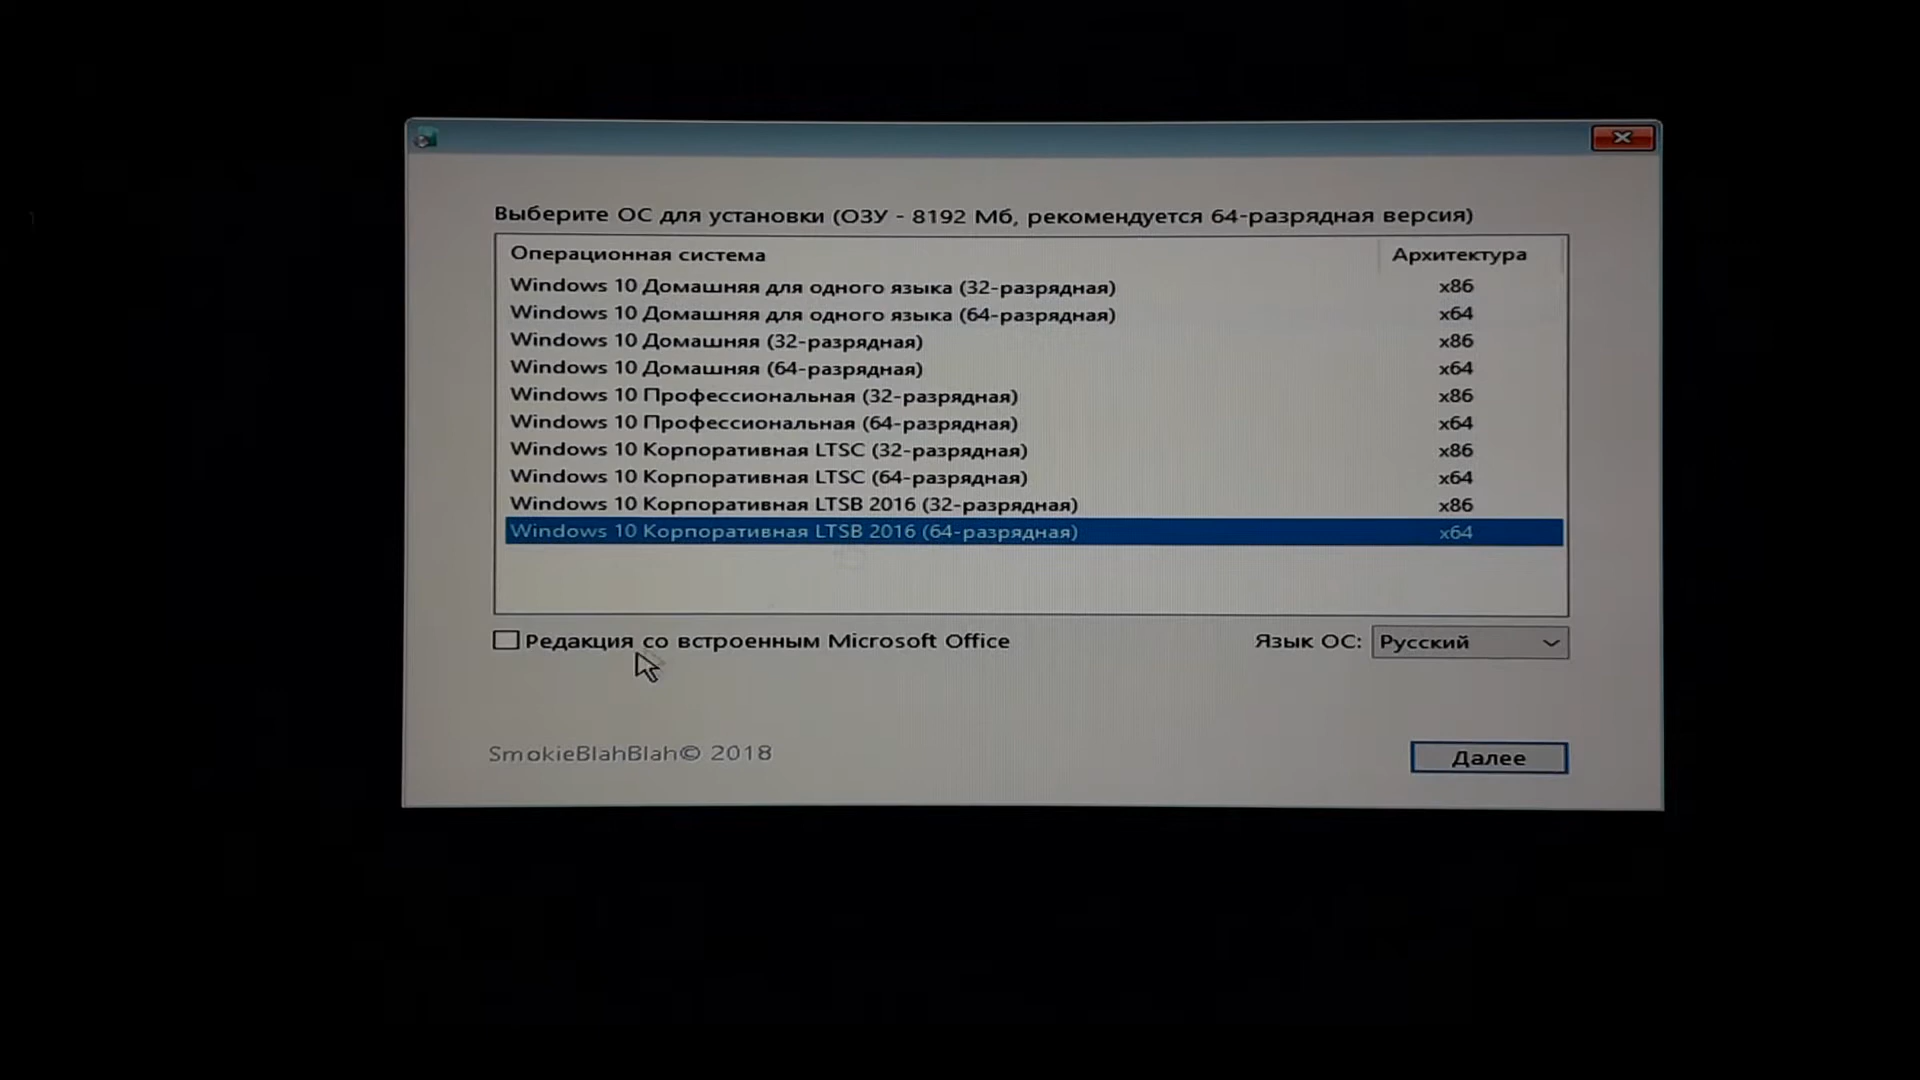 Выберите ОС для установки (ОЗУ - 8192 Мб, рекомендуется 64-разрядная версия)
Операционная система Архитектура
Windows 10 Домашняя для одного языка (32-разрядная) x86
Windows 10 Домашняя для одного языка (64-разрядная) x64
Windows 10 Домашняя (32-разрядная) x86
Windows 10 Домашняя (64-разрядная) x64
Windows 10 Профессиональная (32-разрядная) x86
Windows 10 Профессиональная (64-разрядная) x64
Windows 10 Корпоративная LTSC (32-разрядная) x86
Windows 10 Корпоративная LTSC (64-разрядная) x64
Windows 10 Корпоративная LTSB 2016 (32-разрядная) x86
Windows 10 Корпоративная LTSB 2016 (64-разрядная) x64
Редакция со встроенным Microsoft Office Язык ОС: Русский
SmokieBlahBlah© 2018 Далее